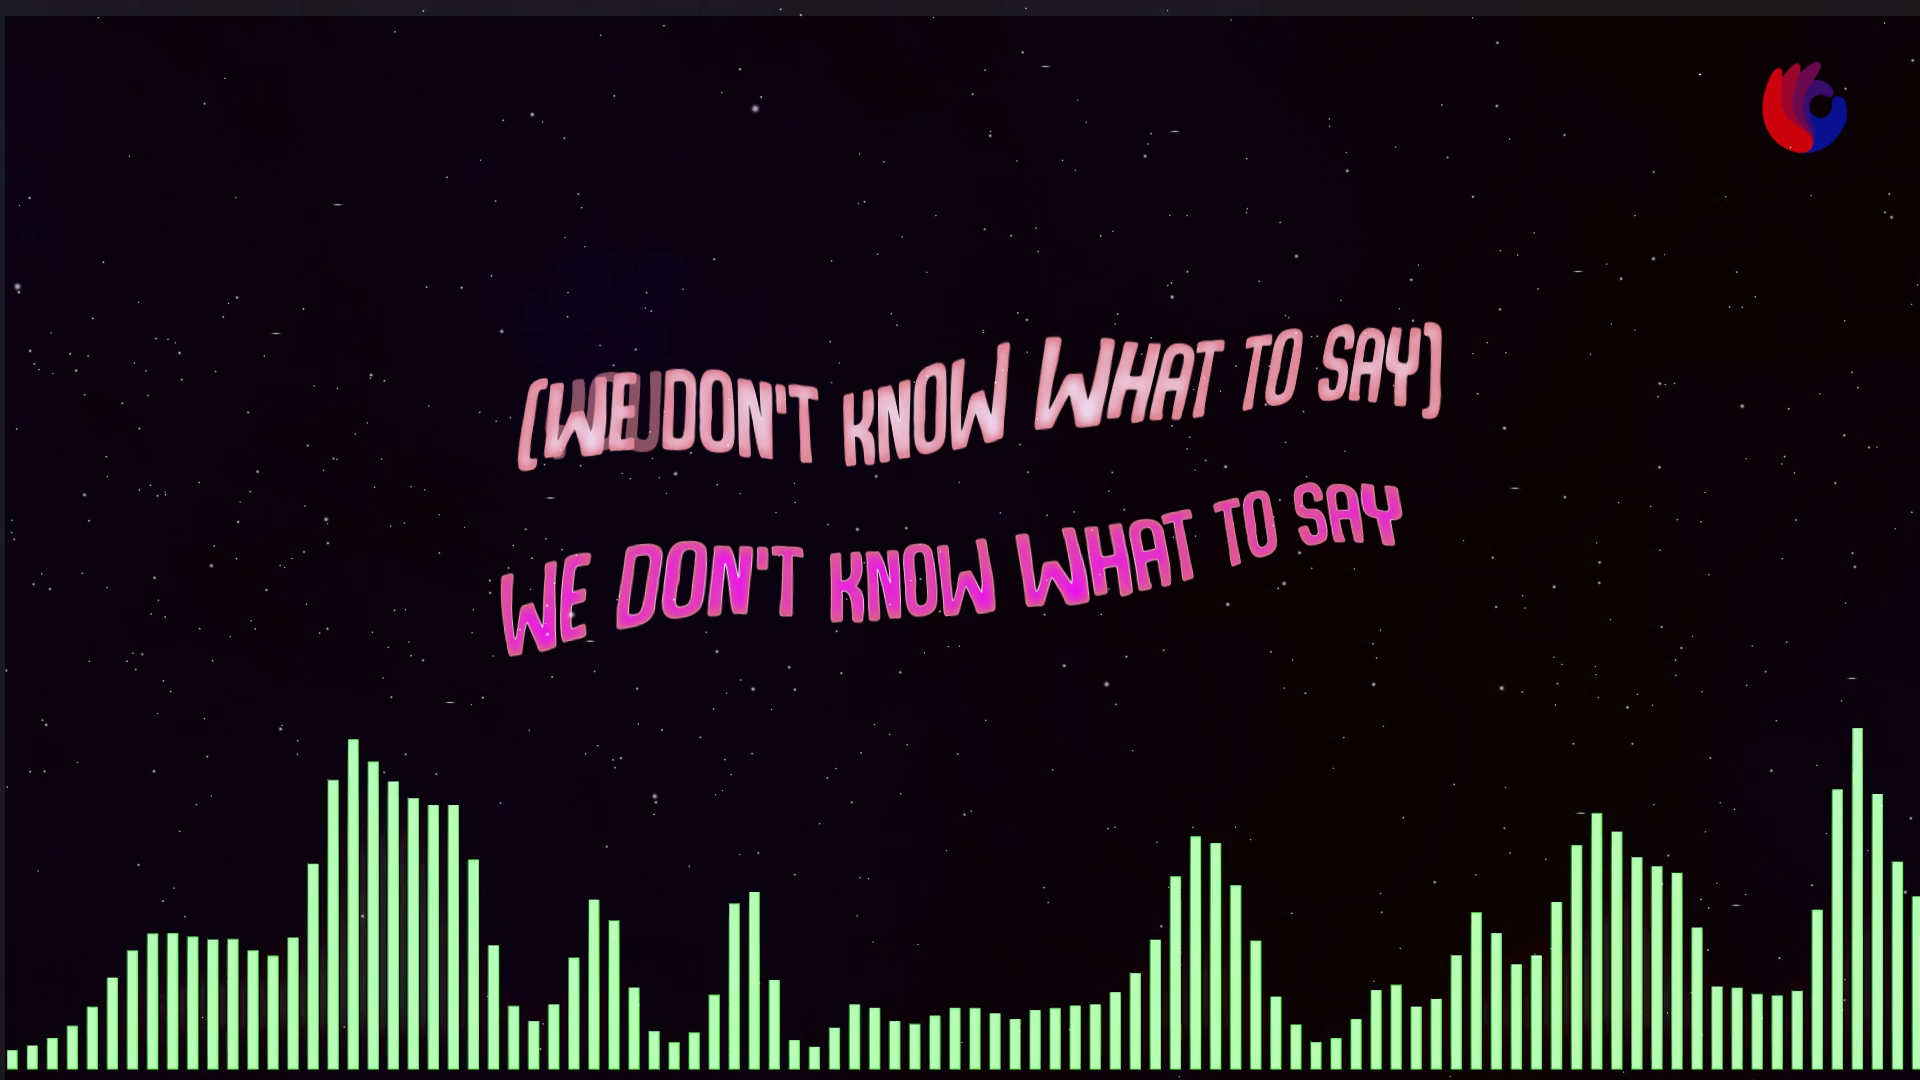 (WE DON'T KNOW WHAT TO SAY)
WE DON'T KNOW WHAT TO SAY